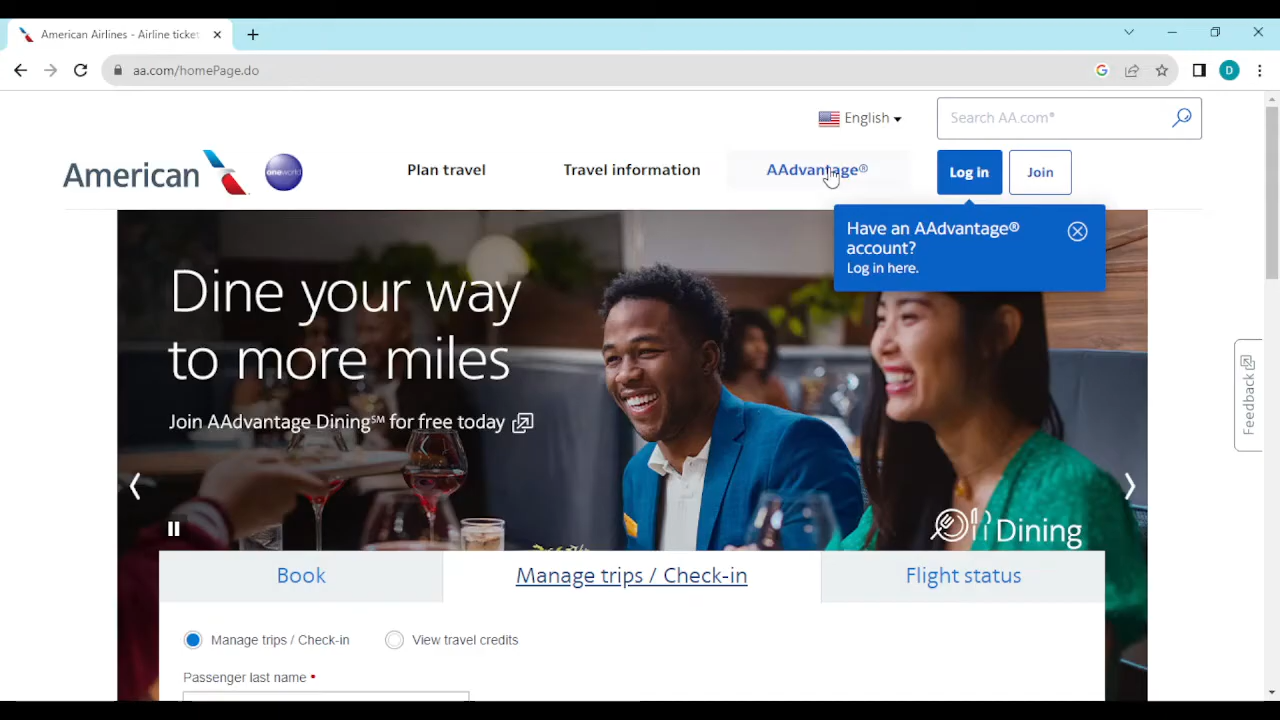 American Airlines - Airline ticket
aa.com/homePage.do
D
English
Search AA.com®
American
oneworld
Plan travel
Travel information
AAdvantage®
Log in
Join
Have an AAdvantage®
account?
Log in here.
Dine your way
to more miles
Join AAdvantage Dining℠ for free today
Dining
Feedback
Book
Manage trips / Check-in
Flight status
Manage trips / Check-in
View travel credits
Passenger last name •